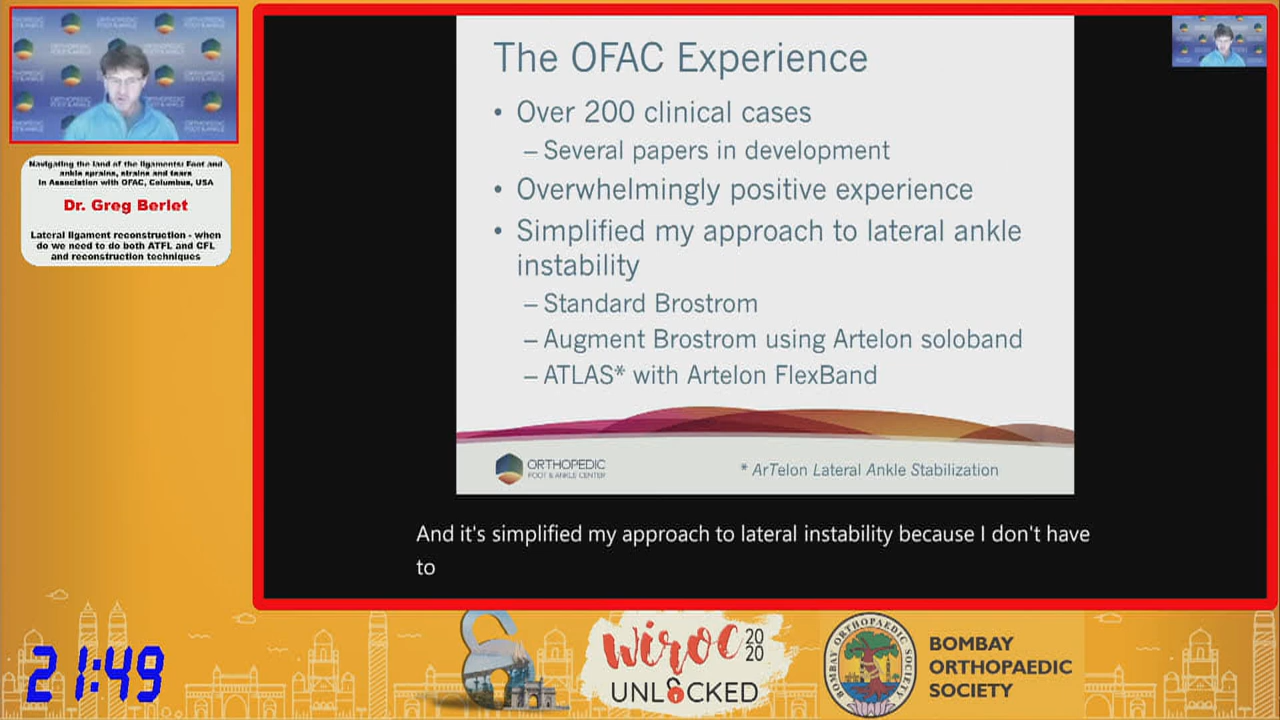 Navigating the land of the ligaments: Foot and
ankle sprains, strains and tears
In Association with OFAC, Columbus, USA
Dr. Greg Berlet
Lateral ligament reconstruction - when
do we need to do both ATFL and CFL
and reconstruction techniques
The OFAC Experience
• Over 200 clinical cases
– Several papers in development
• Overwhelmingly positive experience
• Simplified my approach to lateral ankle
instability
– Standard Brostrom
– Augment Brostrom using Artelon soloband
– ATLAS* with Artelon FlexBand
ORTHOPEDIC
FOOT & ANKLE CENTER
* ArTelon Lateral Ankle Stabilization
And it's simplified my approach to lateral instability because I don't have
to
21:49
WIROC 2020
UNLOCKED
BOMBAY ORTHOPAEDIC SOCIETY
BOMBAY
ORTHOPAEDIC
SOCIETY